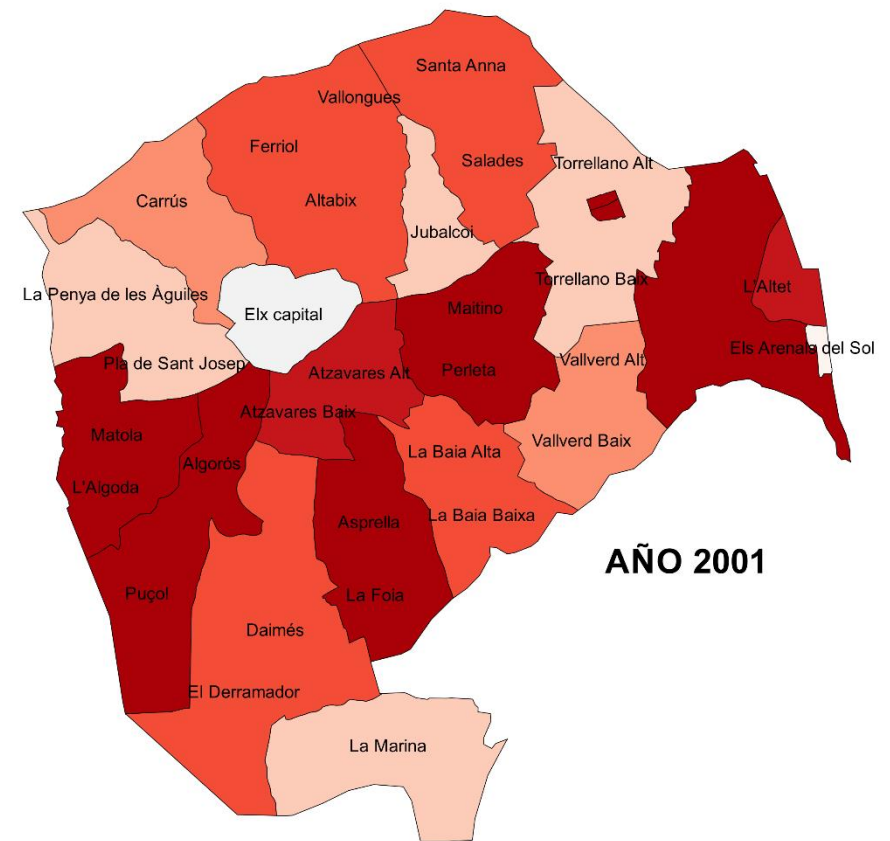 Santa Anna
Vallongues
Ferriol
Salades
Torrellano Alt
Carrús
Altabix
Jubalcoi
L'Altet
Torrellano Baix
La Penya de les Àguiles
Elx capital
Maitino
Els Arenals del Sol
Pla de Sant Josep
Vallverd Alt
Atzavares Alt
Perleta
Atzavares Baix
Matola
Vallverd Baix
La Baia Alta
Algorós
L'Algoda
La Baia Baixa
Asprella
AÑO 2001
Puçol
La Foia
Daimés
El Derramador
La Marina